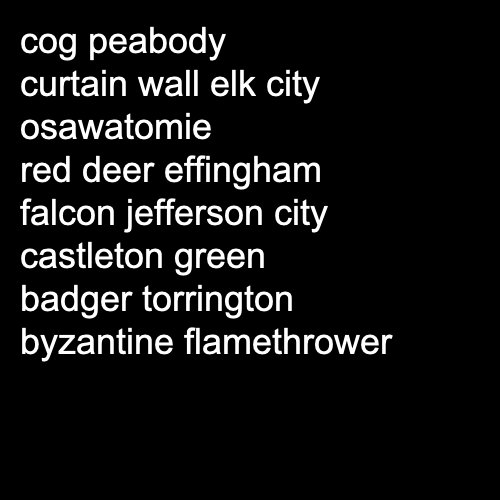 cog peabody
curtain wall elk city
osawatomie
red deer effingham
falcon jefferson city
castleton green
badger torrington
byzantine flamethrower